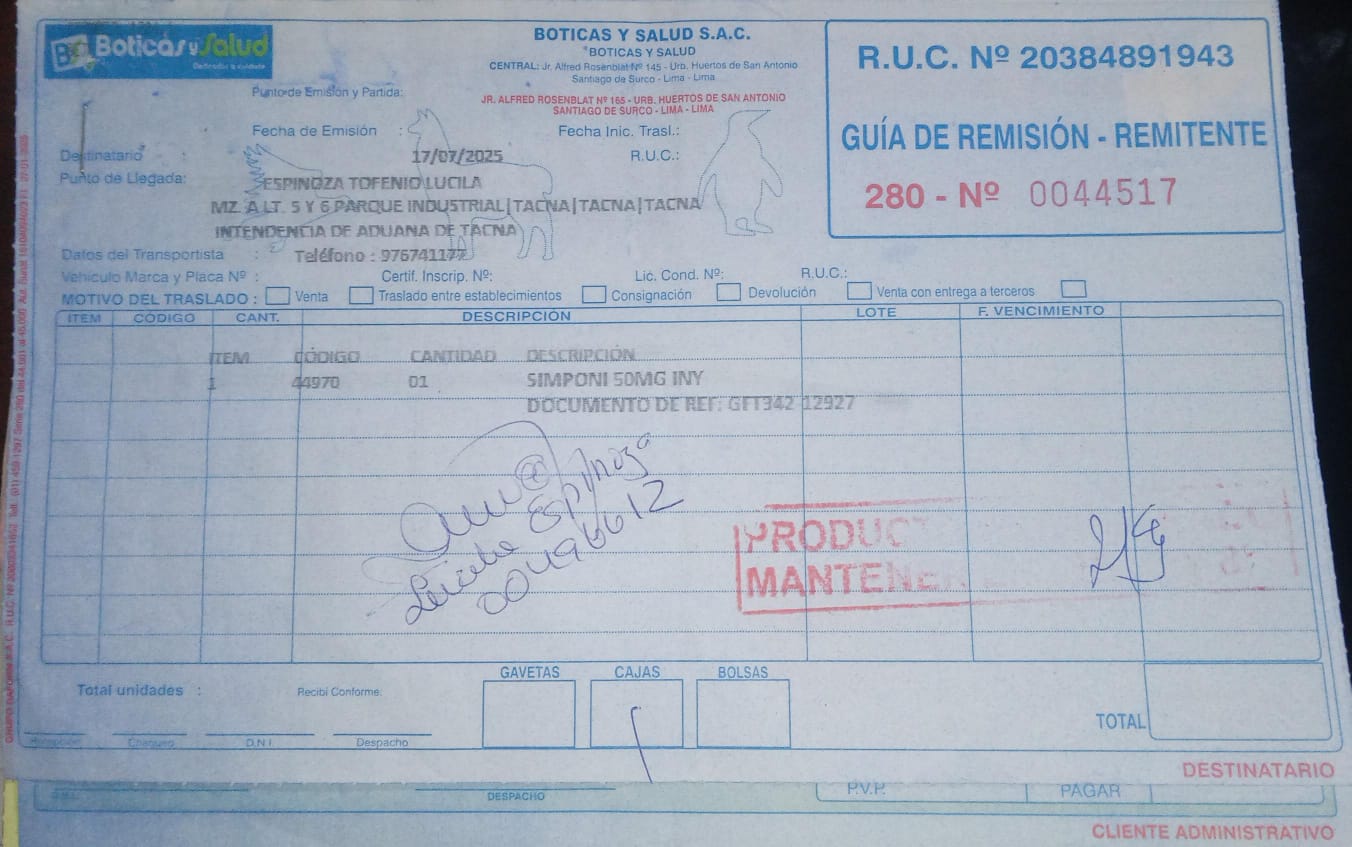 Boticas y Salud
Dedicados a cuidarte
BOTICAS Y SALUD S.A.C.
BOTICAS Y SALUD
CENTRAL: Jr. Alfred Rosenblat Nº 145 - Urb. Huertos de San Antonio
Santiago de Surco - Lima - Lima
R.U.C. Nº 20384891943
GUÍA DE REMISIÓN - REMITENTE
280 - Nº 0044517
Punto de Emisión y Partida:
JR. ALFRED ROSENBLAT Nº 165 - URB. HUERTOS DE SAN ANTONIO
SANTIAGO DE SURCO - LIMA - LIMA
Fecha de Emisión :
Fecha Inic. Trasl.:
Destinatario :
17/07/2025
R.U.C.:
Punto de Llegada:
ESPINOZA TOFENIO LUCILA
MZ. A LT. 5 Y 6 PARQUE INDUSTRIAL|TACNA|TACNA|TACNA
INTENDENCIA DE ADUANA DE TACNA
Datos del Transportista :
Teléfono : 976741177
Vehículo Marca y Placa Nº :
Certif. Inscrip. Nº:
Lic. Cond. Nº:
R.U.C.:
MOTIVO DEL TRASLADO : Venta Traslado entre establecimientos Consignación Devolución Venta con entrega a terceros
ITEM CÓDIGO CANT. DESCRIPCIÓN LOTE F. VENCIMIENTO
ITEM CÓDIGO CANTIDAD DESCRIPCIÓN
1 44970 01 SIMPONI 50MG INY
DOCUMENTO DE REF: GFT342 12927
Espinoza
00496612
PRODUC
MANTENE
Total unidades :
Recibí Conforme:
GAVETAS CAJAS BOLSAS
TOTAL
Recepción Chequeo D.N.I. Despacho
DESTINATARIO
DESPACHO
P.V.P. PAGAR
CLIENTE ADMINISTRATIVO